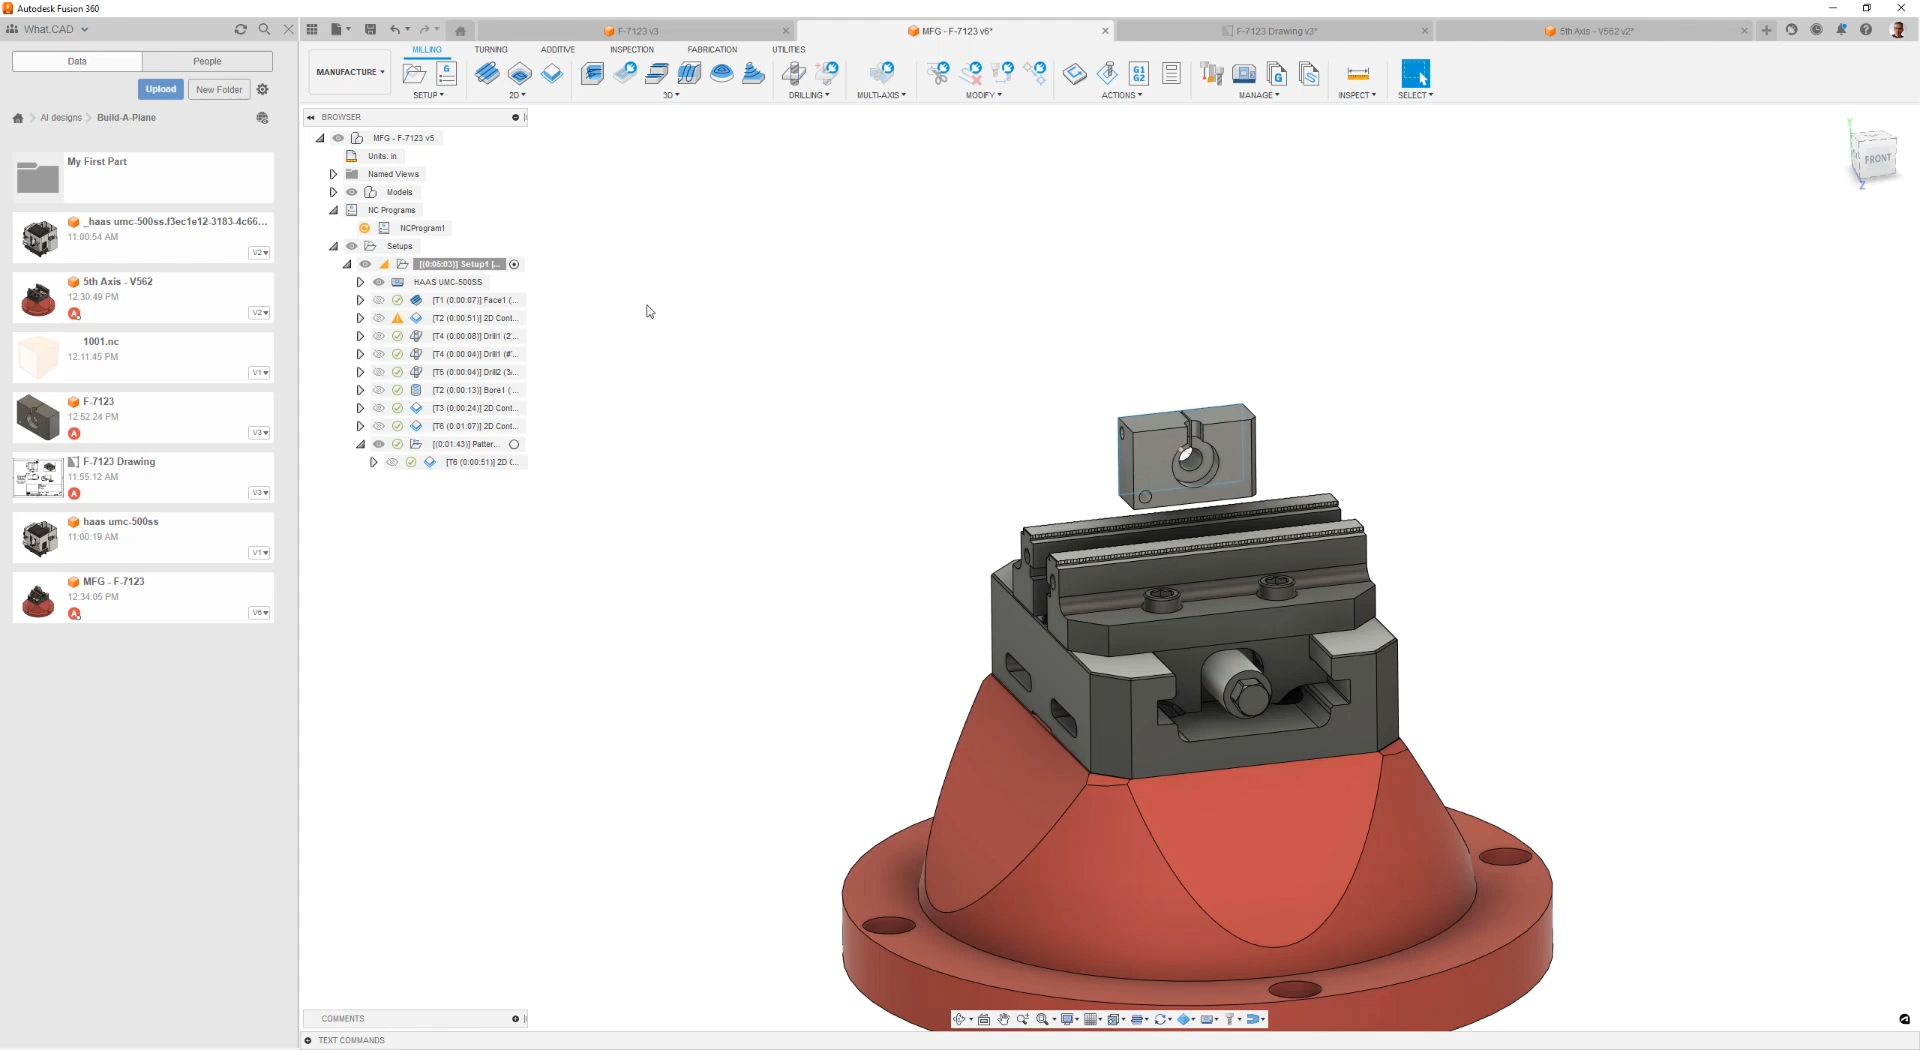 Autodesk Fusion 360
What.CAD
F-7123 v3
MFG - F-7123 v6*
F-7123 Drawing v3*
5th Axis - V562 v2*
Data
People
Upload
New Folder
AI designs
Build-A-Plane
My First Part
_haas umc-500ss.f3ec1e12-3183-4c66...
11:00:54 AM
V2
5th Axis - V562
12:30:49 PM
V2
1001.nc
12:11:45 PM
V1
F-7123
12:52:24 PM
V3
F-7123 Drawing
11:55:12 AM
V3
haas umc-500ss
11:00:19 AM
V1
MFG - F-7123
12:34:05 PM
V6
MILLING
TURNING
ADDITIVE
INSPECTION
FABRICATION
UTILITIES
MANUFACTURE
G1
G2
SETUP
2D
3D
DRILLING
MULTI-AXIS
MODIFY
ACTIONS
MANAGE
INSPECT
SELECT
BROWSER
MFG - F-7123 v5
Units: in
Named Views
Models
NC Programs
NCProgram1
Setups
[(0:05:03)] Setup1 |...
HAAS UMC-500SS
[T1 (0:00:07)] Face1 (...
[T2 (0:00:51)] 2D Cont...
[T4 (0:00:08)] Drill1 (2)...
[T4 (0:00:04)] Drill1 (#...
[T5 (0:00:04)] Drill2 (3/...
[T2 (0:00:13)] Bore1 (...
[T3 (0:00:24)] 2D Cont...
[T6 (0:01:07)] 2D Cont...
[(0:01:43)] Patter...
[T6 (0:00:51)] 2D C...
Y
FRONT
Z
COMMENTS
TEXT COMMANDS